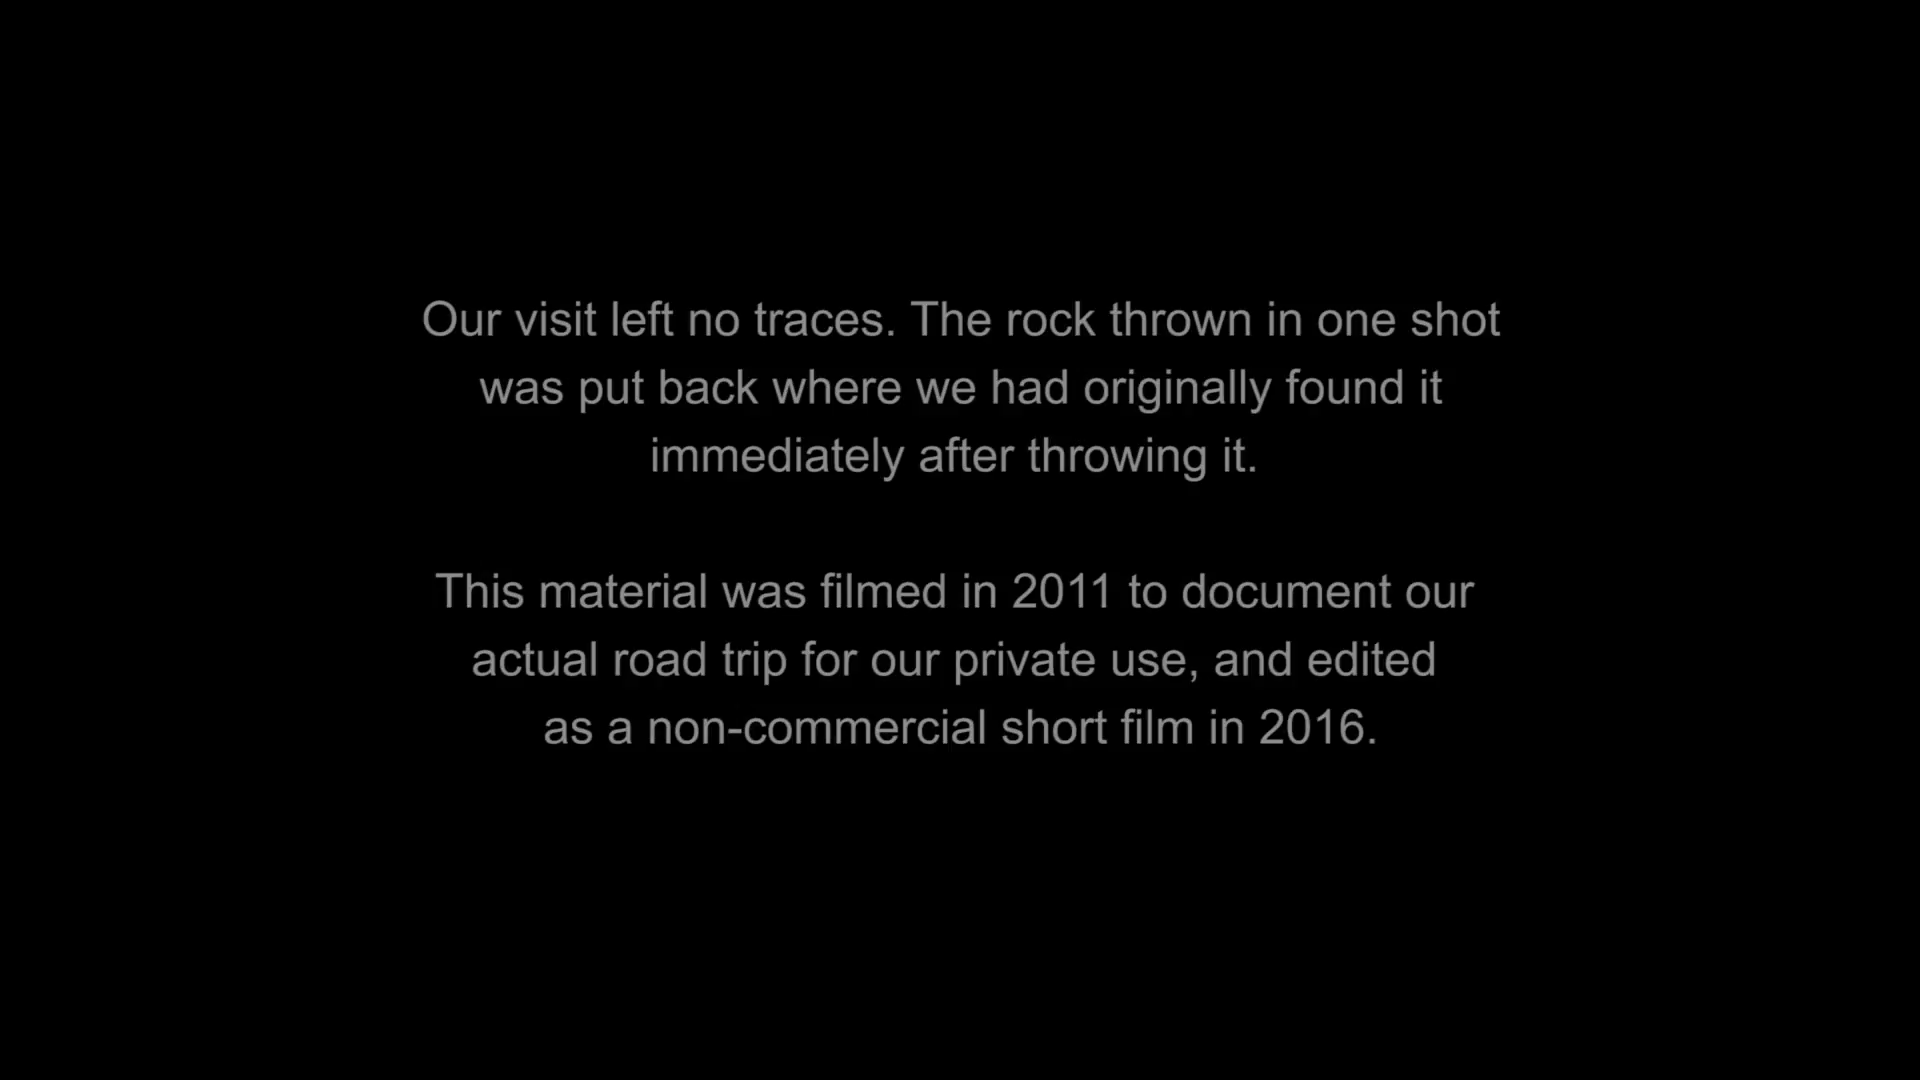 Our visit left no traces. The rock thrown in one shot
was put back where we had originally found it
immediately after throwing it.
This material was filmed in 2011 to document our
actual road trip for our private use, and edited
as a non-commercial short film in 2016.